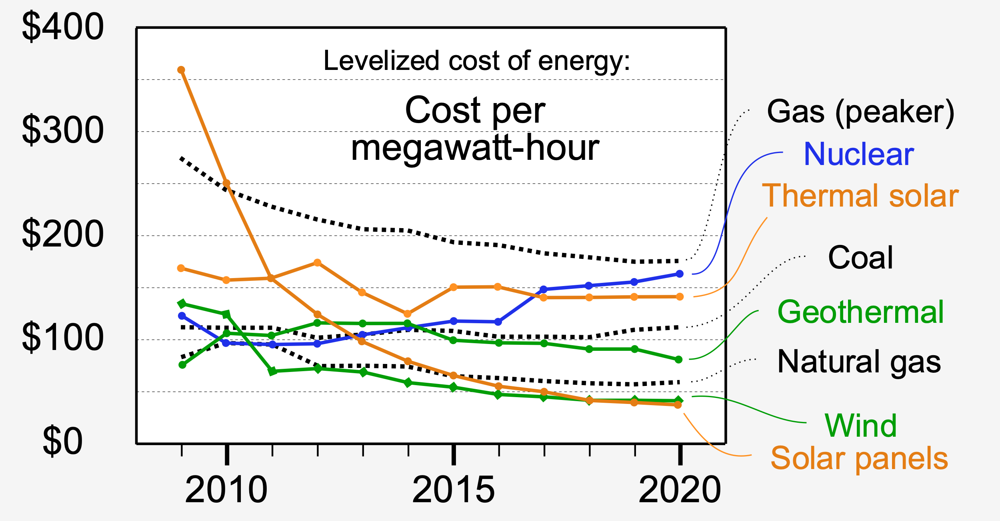 $400
$300
$200
$100
$0
Levelized cost of energy:
Cost per
megawatt-hour
Gas (peaker)
Nuclear
Thermal solar
Coal
Geothermal
Natural gas
Wind
Solar panels
2010
2015
2020